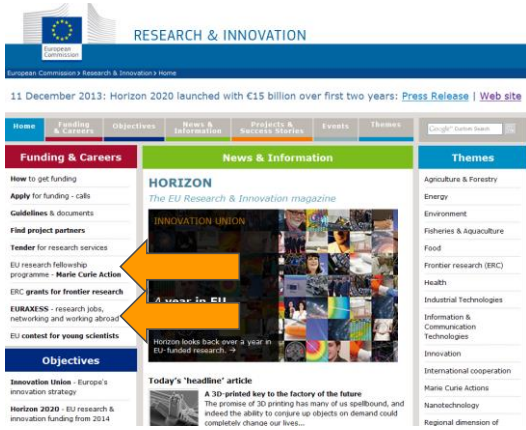 European
Commission
RESEARCH & INNOVATION
European Commission > Research & Innovation > Home
11 December 2013: Horizon 2020 launched with €15 billion over first two years: Press Release | Web site
Home
Funding
& Careers
Objectives
News &
Information
Projects &
Success Stories
Events
Themes
Google™ Custom Search
Funding & Careers
How to get funding
Apply for funding - calls
Guidelines & documents
Find project partners
Tender for research services
EU research fellowship
programme - Marie Curie Action
ERC grants for frontier research
EURAXESS - research jobs,
networking and working abroad
EU contest for young scientists
Objectives
Innovation Union - Europe's
innovation strategy
Horizon 2020 - EU research &
innovation funding from 2014
News & Information
HORIZON
The EU Research & Innovation magazine
INNOVATION UNION
A year in EU
Horizon looks back over a year in
EU-funded research. →
Today's 'headline' article
A 3D-printed key to the factory of the future
The promise of 3D printing has many of us spellbound, and
indeed the ability to conjure up objects on demand could
completely change our lives...
Themes
Agriculture & Forestry
Energy
Environment
Fisheries & Aquaculture
Food
Frontier research (ERC)
Health
Industrial Technologies
Information &
Communication
Technologies
Innovation
International cooperation
Marie Curie Actions
Nanotechnology
Regional dimension of